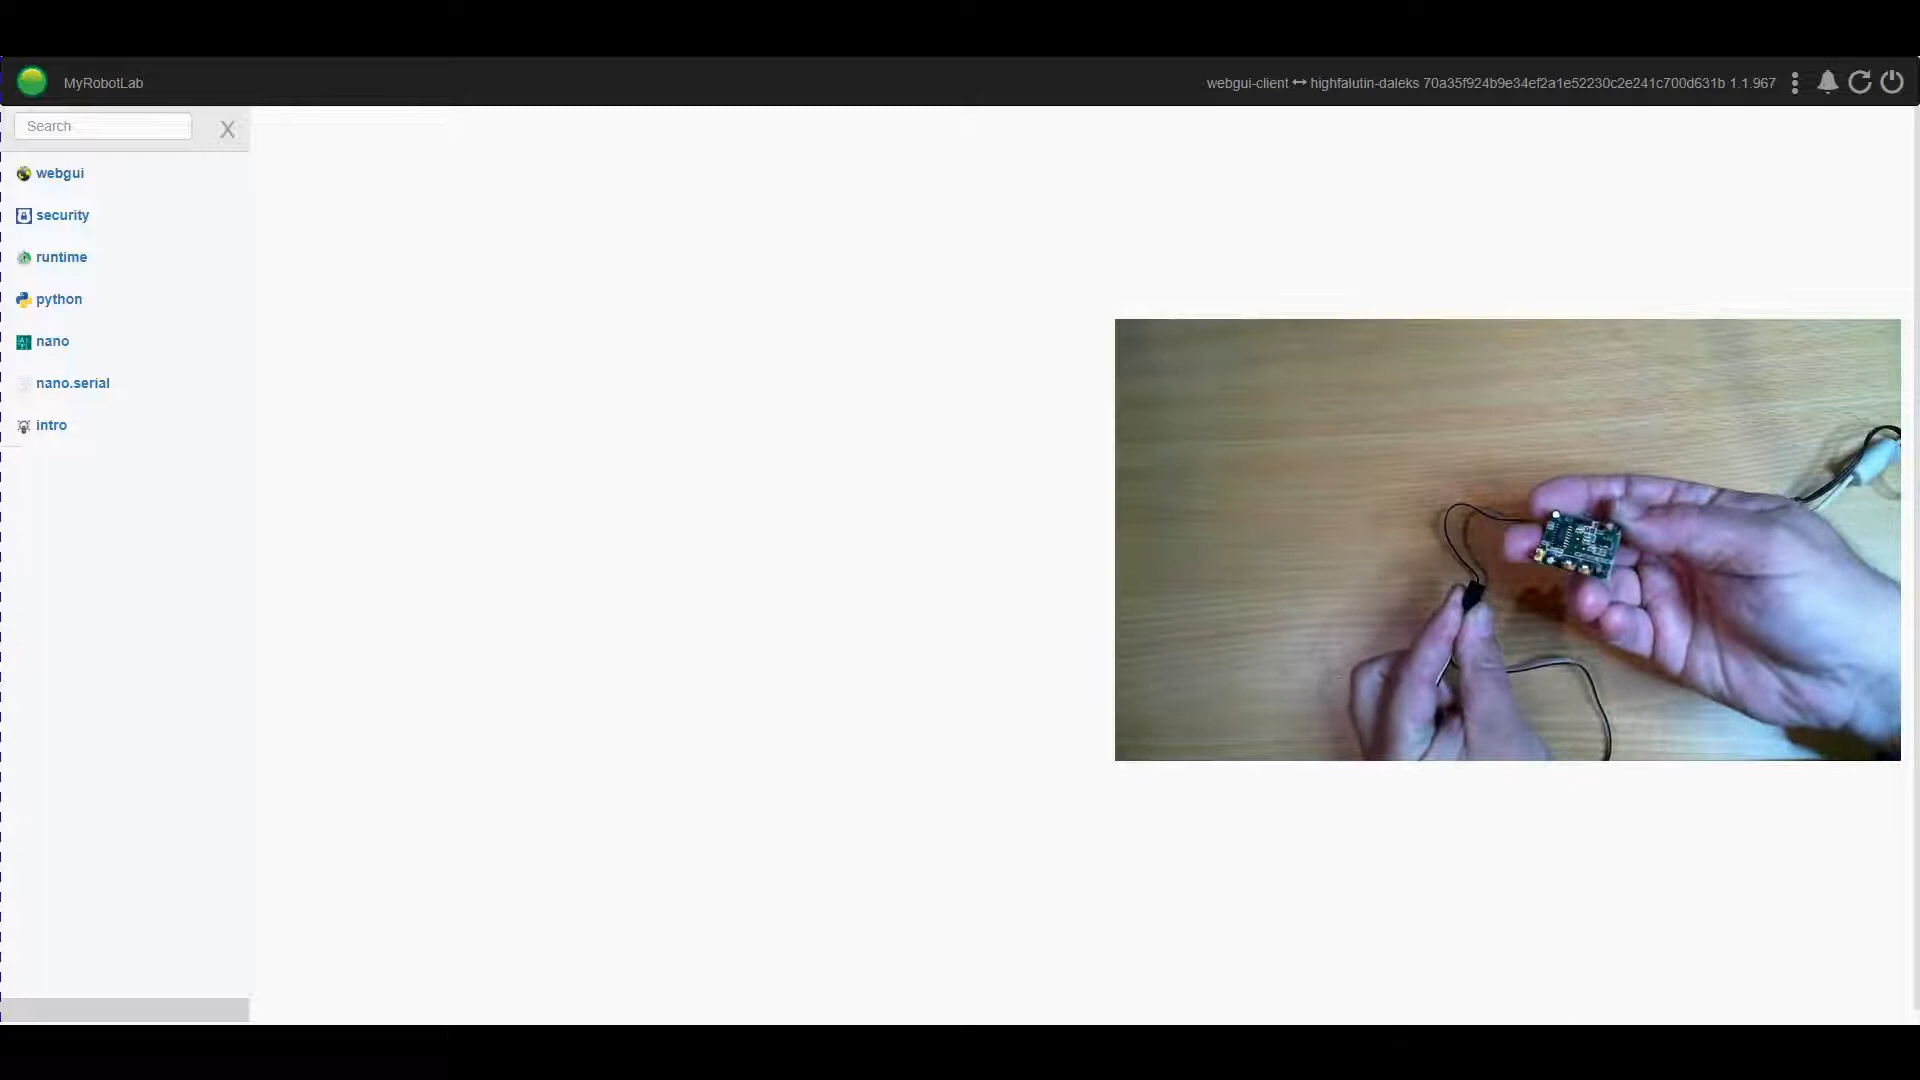 MyRobotLab
webgui-client ↔ highfalutin-daleks 70a35f924b9e34ef2a1e52230c2e241c700d631b 1.1.967
Search
X
webgui
security
runtime
python
nano
nano.serial
intro